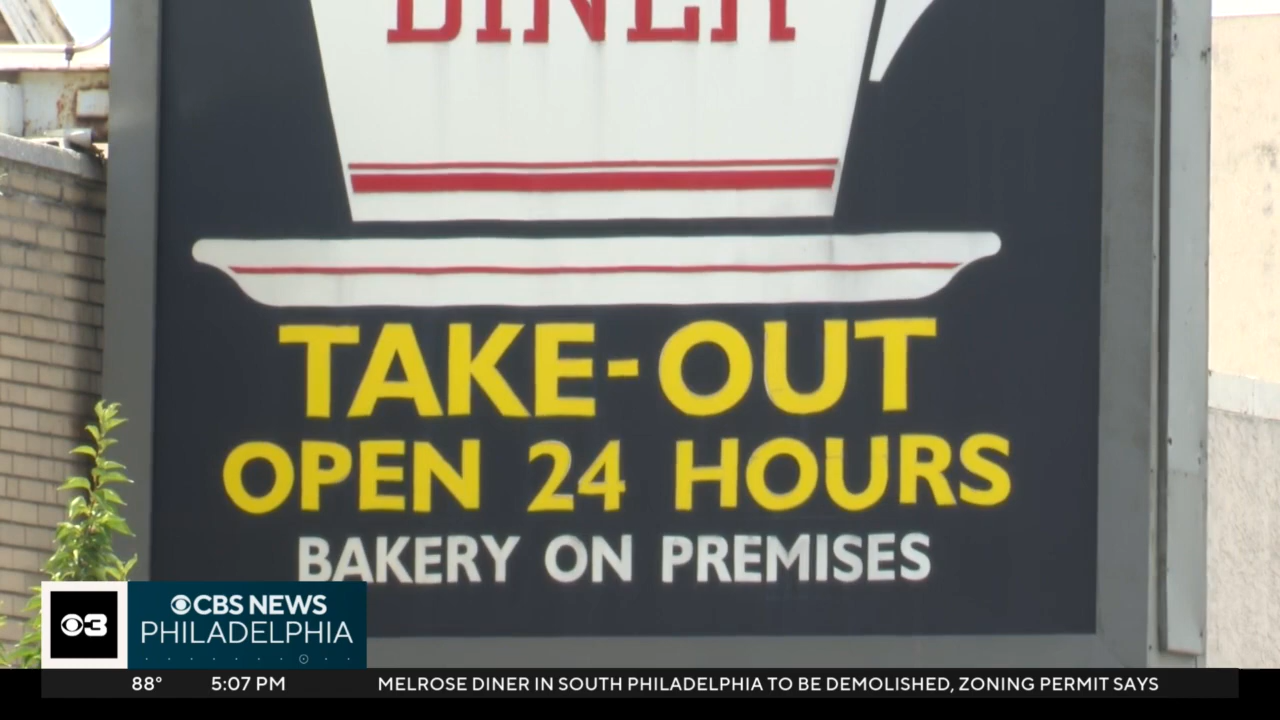 DINER
TAKE-OUT
OPEN 24 HOURS
BAKERY ON PREMISES
3
CBS NEWS
PHILADELPHIA
88° 5:07 PM MELROSE DINER IN SOUTH PHILADELPHIA TO BE DEMOLISHED, ZONING PERMIT SAYS